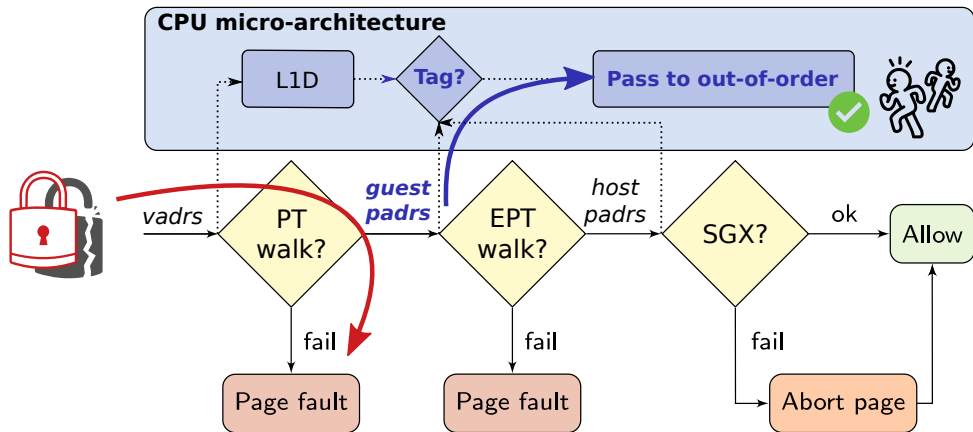 CPU micro-architecture
L1D
Tag?
Pass to out-of-order
vadrs
PT
walk?
guest
padrs
EPT
walk?
host
padrs
SGX?
ok
Allow
fail
fail
fail
Page fault
Page fault
Abort page